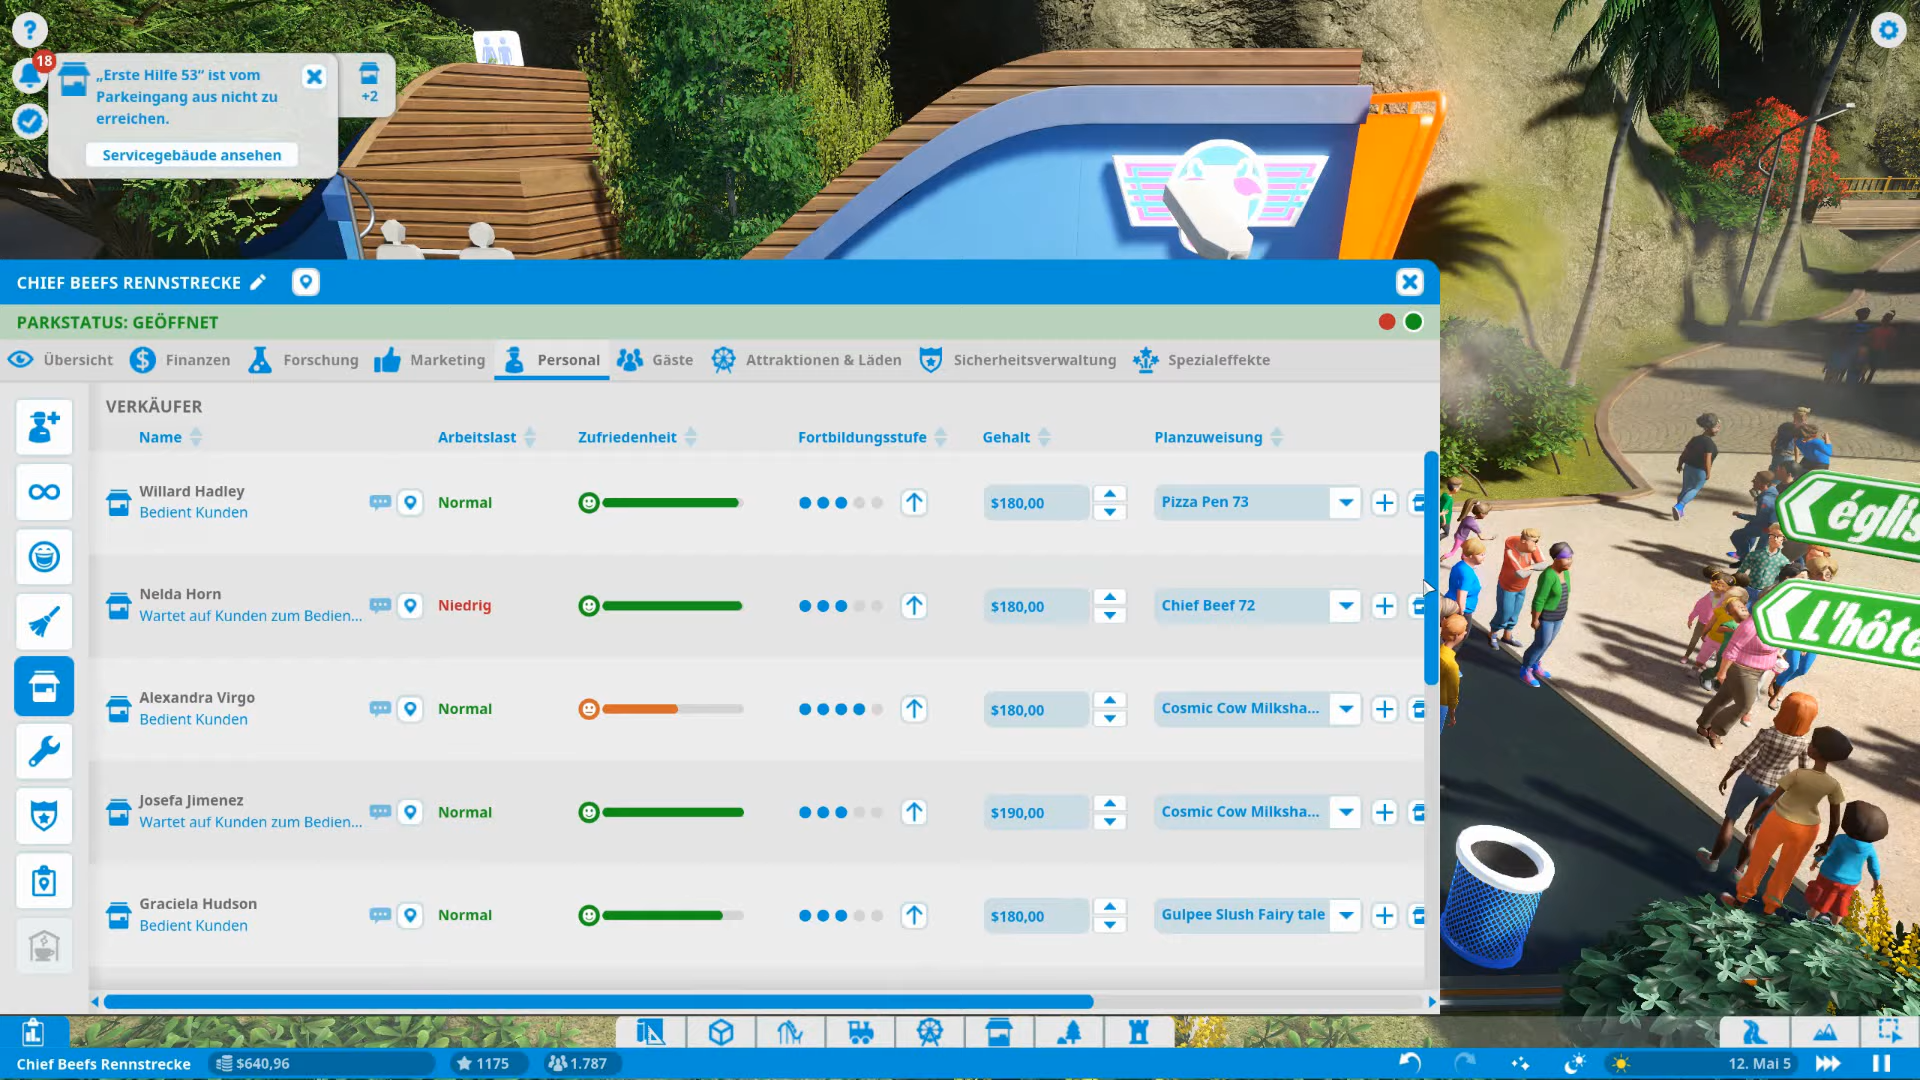 ?
18
„Erste Hilfe 53“ ist vom
Parkeingang aus nicht zu
erreichen.
Servicegebäude ansehen
+2
CHIEF BEEFS RENNSTRECKE
PARKSTATUS: GEÖFFNET
Übersicht
Finanzen
Forschung
Marketing
Personal
Gäste
Attraktionen & Läden
Sicherheitsverwaltung
Spezialeffekte
VERKÄUFER
Name
Arbeitslast
Zufriedenheit
Fortbildungsstufe
Gehalt
Planzuweisung
Willard Hadley
Bedient Kunden
Normal
$180,00
Pizza Pen 73
Nelda Horn
Wartet auf Kunden zum Bedien...
Niedrig
$180,00
Chief Beef 72
Alexandra Virgo
Bedient Kunden
Normal
$180,00
Cosmic Cow Milksha...
Josefa Jimenez
Wartet auf Kunden zum Bedien...
Normal
$190,00
Cosmic Cow Milksha...
Graciela Hudson
Bedient Kunden
Normal
$180,00
Gulpee Slush Fairy tale
églis
L'hôte
Chief Beefs Rennstrecke
$640,96
1175
1.787
12. Mai 5